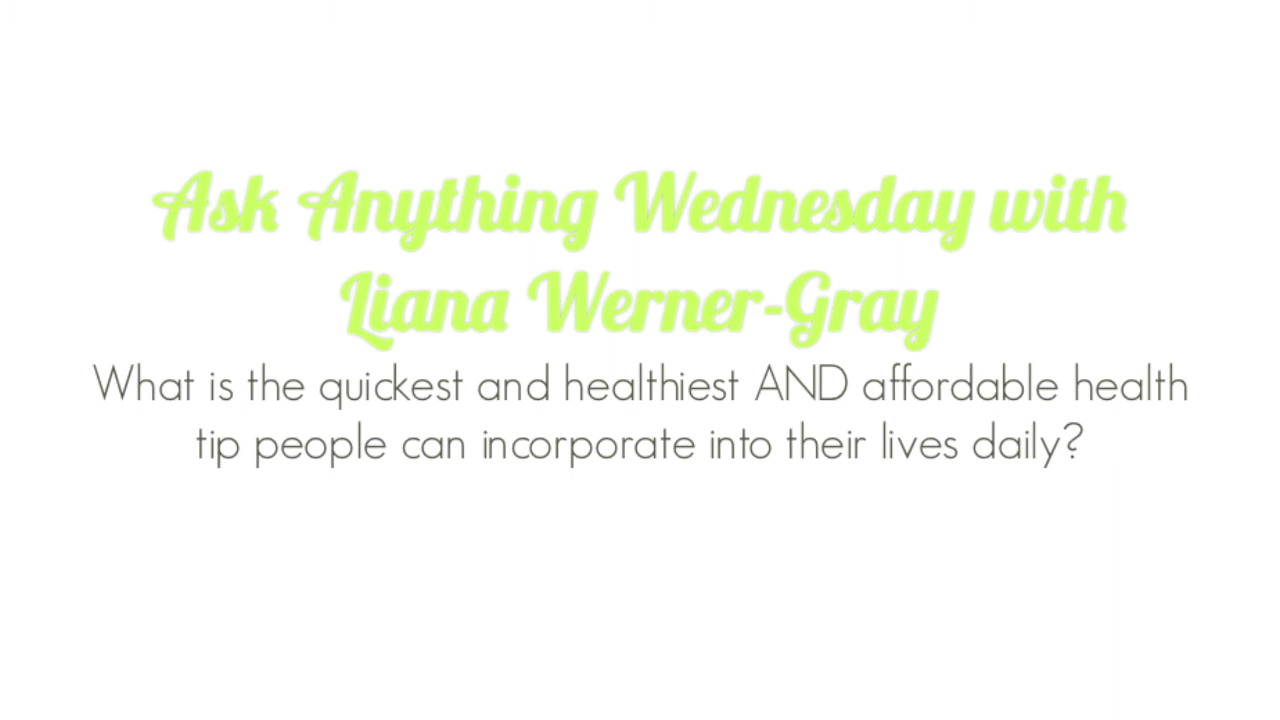 Ask Anything Wednesday with
Liana Werner-Gray
What is the quickest and healthiest AND affordable health
tip people can incorporate into their lives daily?